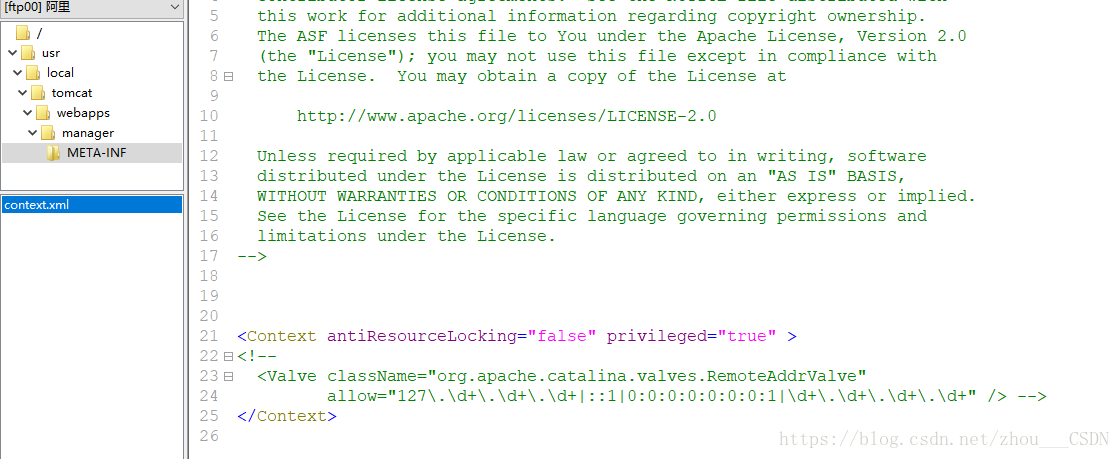 [ftp00] 阿里
/
usr
local
tomcat
webapps
manager
META-INF
context.xml
5 this work for additional information regarding copyright ownership.
6 The ASF licenses this file to You under the Apache License, Version 2.0
7 (the "License"); you may not use this file except in compliance with
8 the License.  You may obtain a copy of the License at
9
10 http://www.apache.org/licenses/LICENSE-2.0
11
12 Unless required by applicable law or agreed to in writing, software
13 distributed under the License is distributed on an "AS IS" BASIS,
14 WITHOUT WARRANTIES OR CONDITIONS OF ANY KIND, either express or implied.
15 See the License for the specific language governing permissions and
16 limitations under the License.
17 -->
18
19
20
21 <Context antiResourceLocking="false" privileged="true" >
22 <!--
23 <Valve className="org.apache.catalina.valves.RemoteAddrValve"
24 allow="127\.\d+\.\d+\.\d+|::1|0:0:0:0:0:0:0:1|\d+\.\d+\.\d+\.\d+" /> -->
25 </Context>
26
https://blog.csdn.net/zhou___CSDN